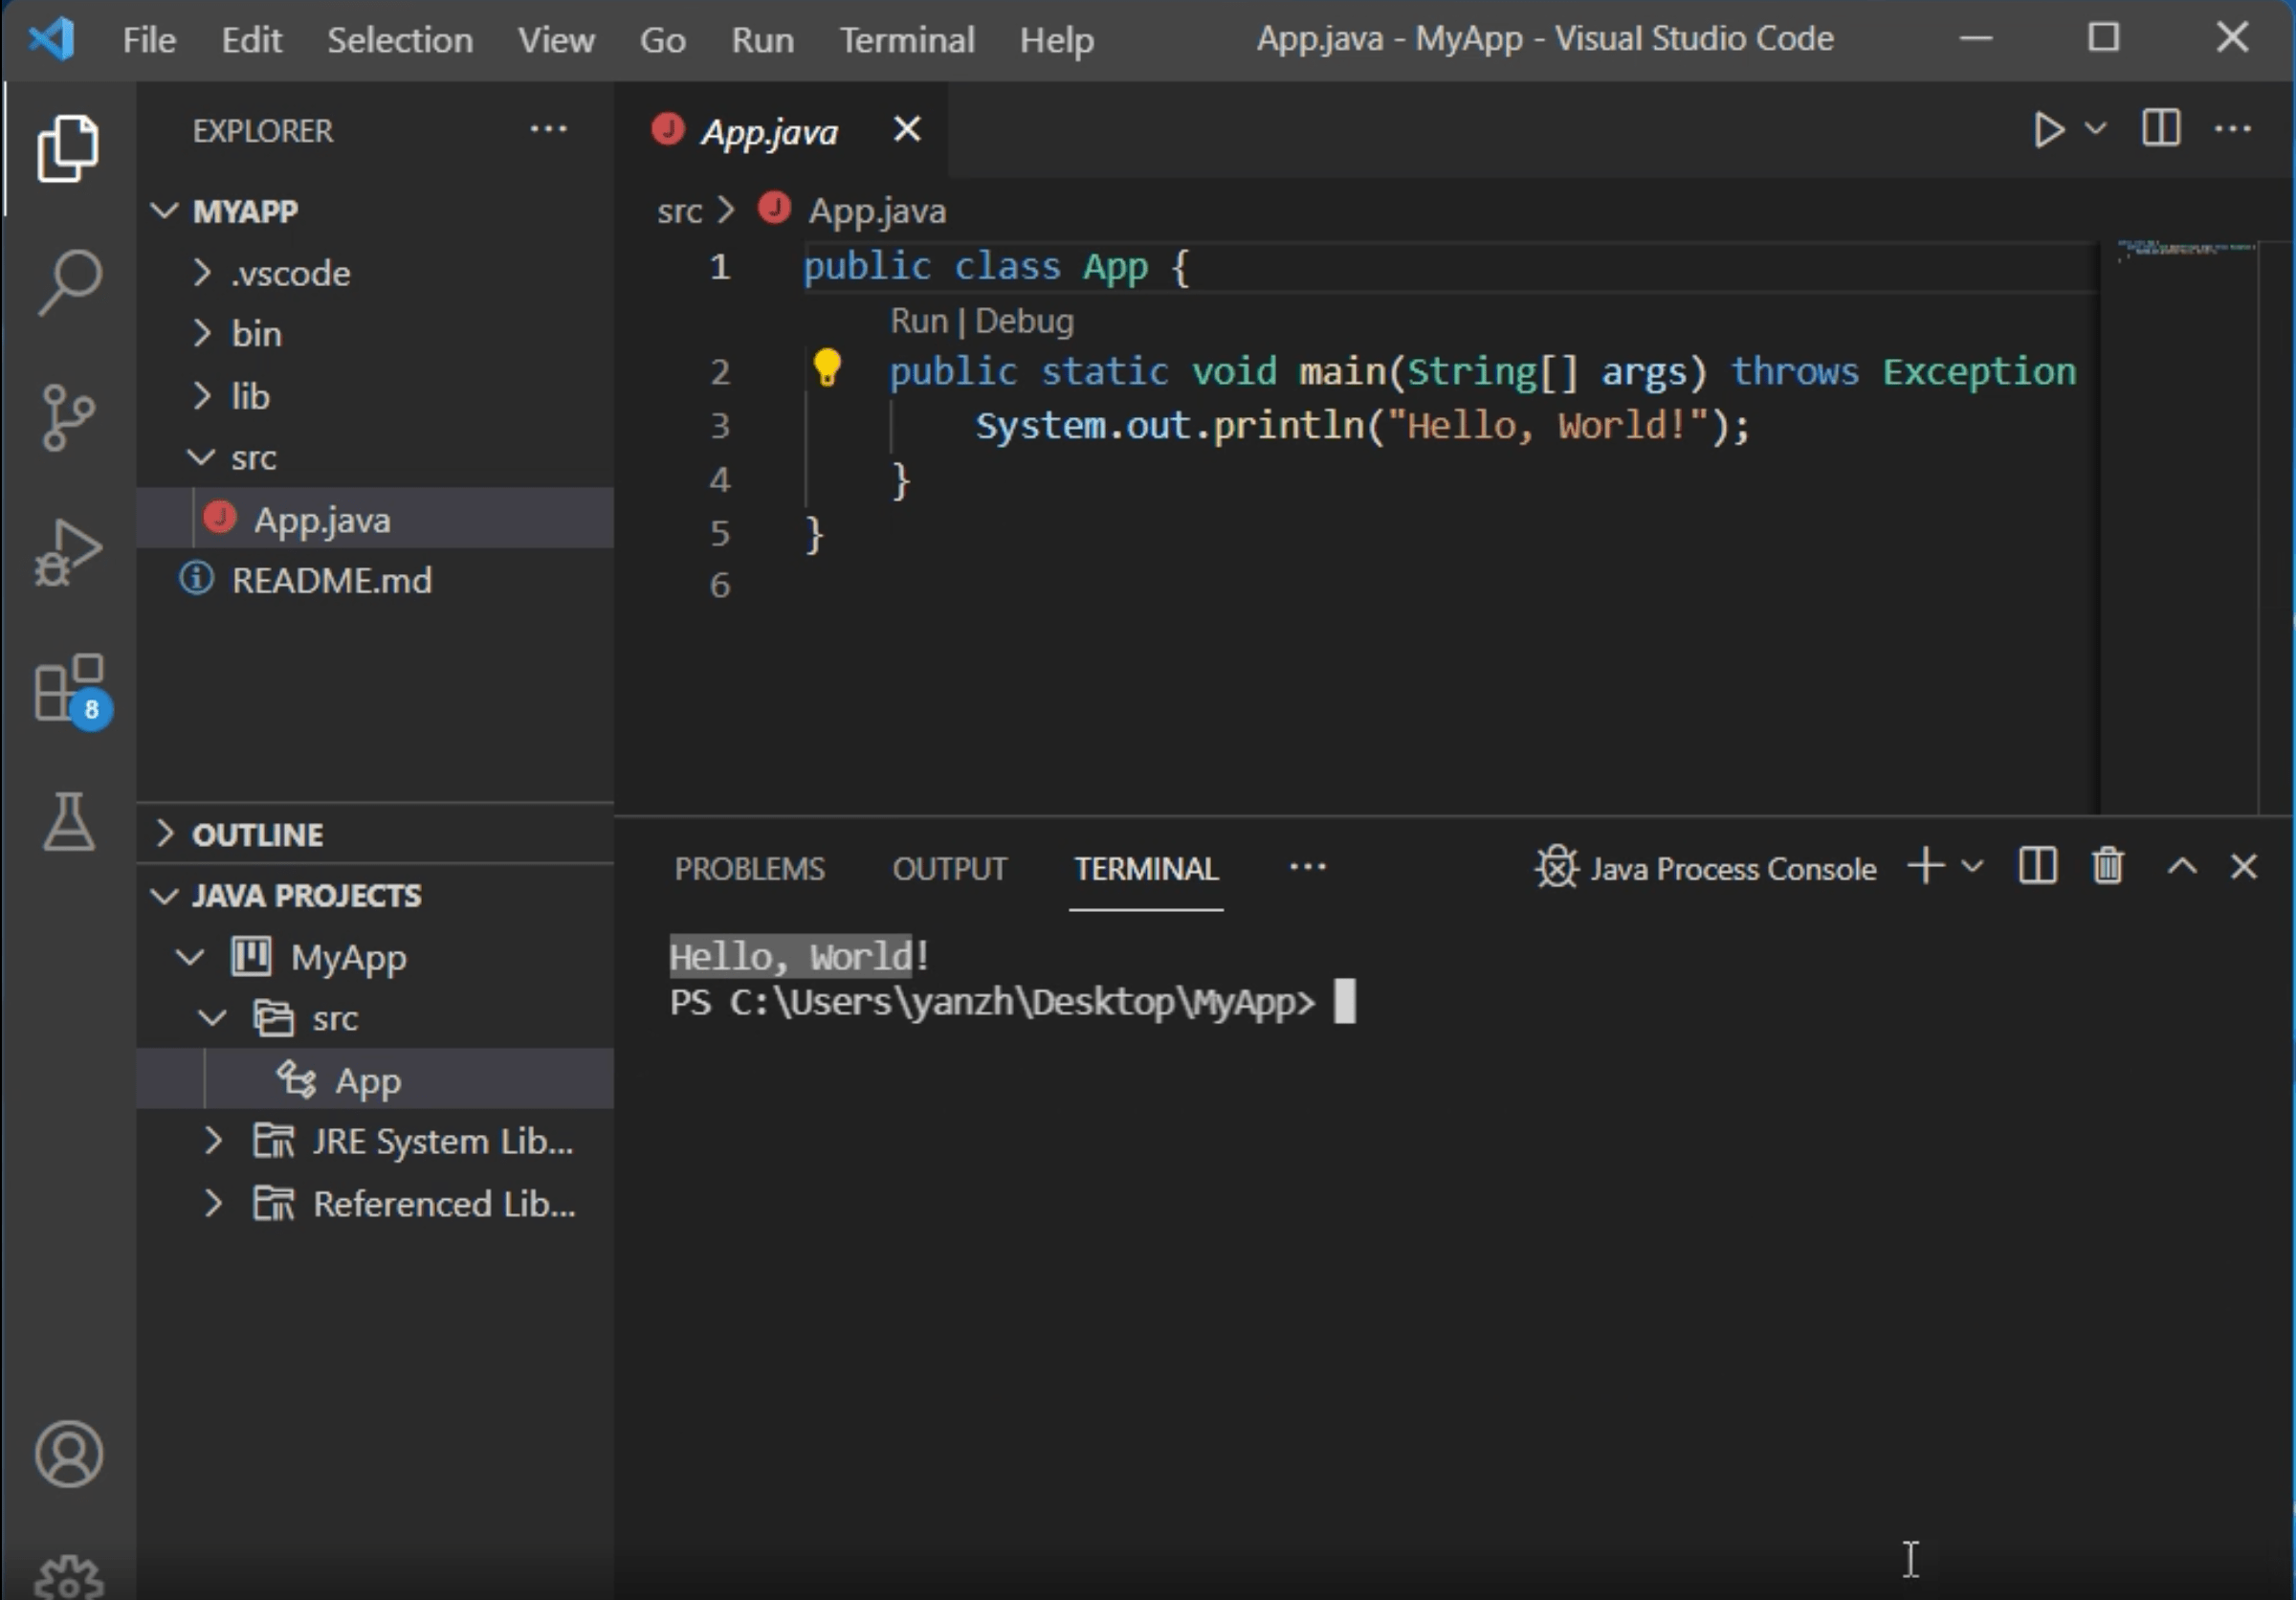 File Edit Selection View Go Run Terminal Help App.java - MyApp - Visual Studio Code
EXPLORER
MYAPP
.vscode
bin
lib
src
App.java
README.md
8
OUTLINE
JAVA PROJECTS
MyApp
src
App
JRE System Lib...
Referenced Lib...
App.java
src > App.java
1 public class App {
Run | Debug
2 public static void main(String[] args) throws Exception
3 System.out.println("Hello, World!");
4 }
5 }
6
PROBLEMS OUTPUT TERMINAL Java Process Console
Hello, World!
PS C:\Users\yanzh\Desktop\MyApp>